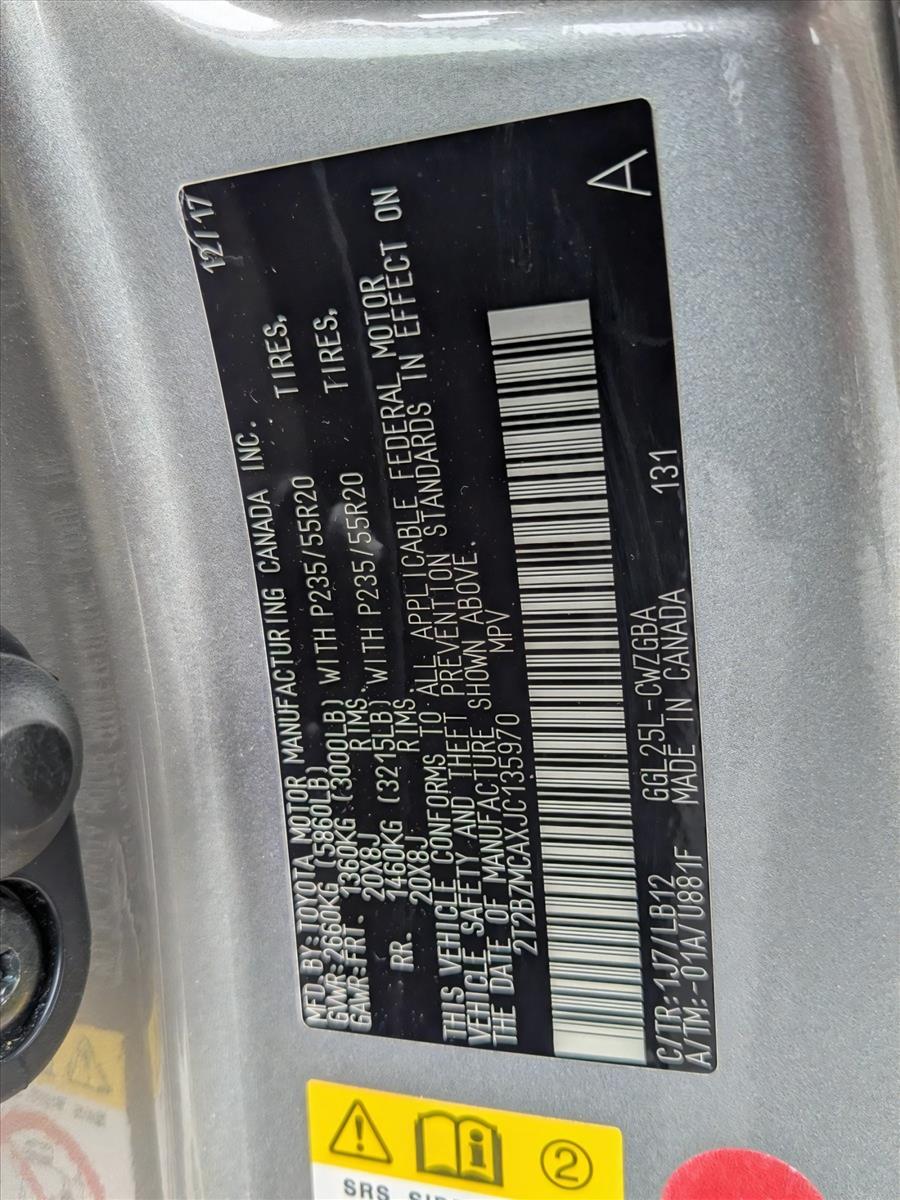 MFD. BY:TOYOTA MOTOR MANUFACTURING CANADA INC. 12/17
GVWR:2660KG (5860LB)
GAWR:FRT. 1360KG (3000LB) WITH P235/55R20 TIRES,
20X8J RIMS
RR. 1460KG (3215LB) WITH P235/55R20 TIRES,
20X8J RIMS
THIS VEHICLE CONFORMS TO ALL APPLICABLE FEDERAL MOTOR
VEHICLE SAFETY AND THEFT PREVENTION STANDARDS IN EFFECT ON
THE DATE OF MANUFACTURE SHOWN ABOVE.
2T2BZMCAXJC135970 MPV
C/TR:1J7/LB12 GGL25L-CWZGBA
A/TM:-01A/U881F MADE IN CANADA 131
A
2
SRS